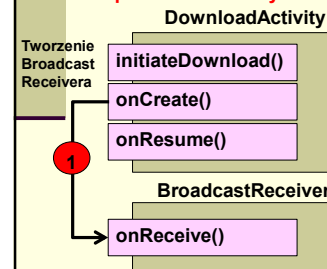 DownloadActivity
Tworzenie
Broadcast
Receivera
initiateDownload()
onCreate()
onResume()
1
BroadcastReceiver
onReceive()